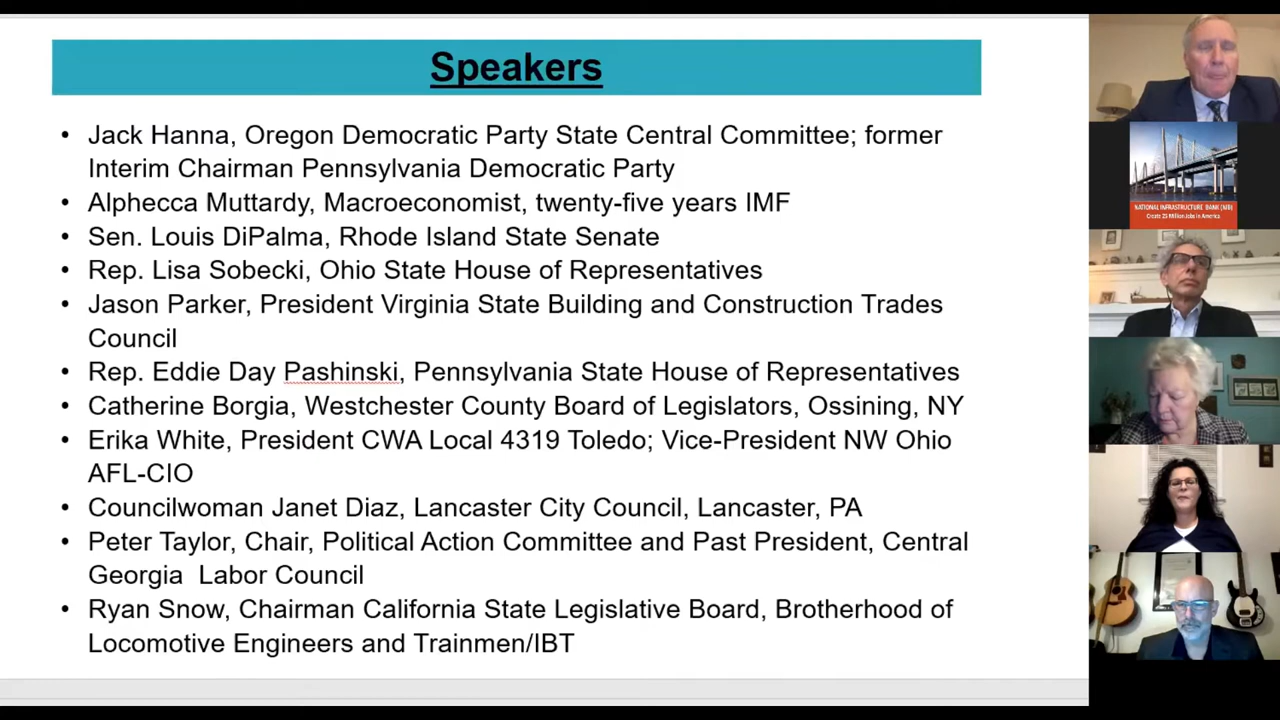 Speakers
• Jack Hanna, Oregon Democratic Party State Central Committee; former
Interim Chairman Pennsylvania Democratic Party
• Alphecca Muttardy, Macroeconomist, twenty-five years IMF
• Sen. Louis DiPalma, Rhode Island State Senate
• Rep. Lisa Sobecki, Ohio State House of Representatives
• Jason Parker, President Virginia State Building and Construction Trades
Council
• Rep. Eddie Day Pashinski, Pennsylvania State House of Representatives
• Catherine Borgia, Westchester County Board of Legislators, Ossining, NY
• Erika White, President CWA Local 4319 Toledo; Vice-President NW Ohio
AFL-CIO
• Councilwoman Janet Diaz, Lancaster City Council, Lancaster, PA
• Peter Taylor, Chair, Political Action Committee and Past President, Central
Georgia  Labor Council
• Ryan Snow, Chairman California State Legislative Board, Brotherhood of
Locomotive Engineers and Trainmen/IBT
NATIONAL INFRASTRUCTURE BANK (NIB)
Create 25 Million Jobs in America